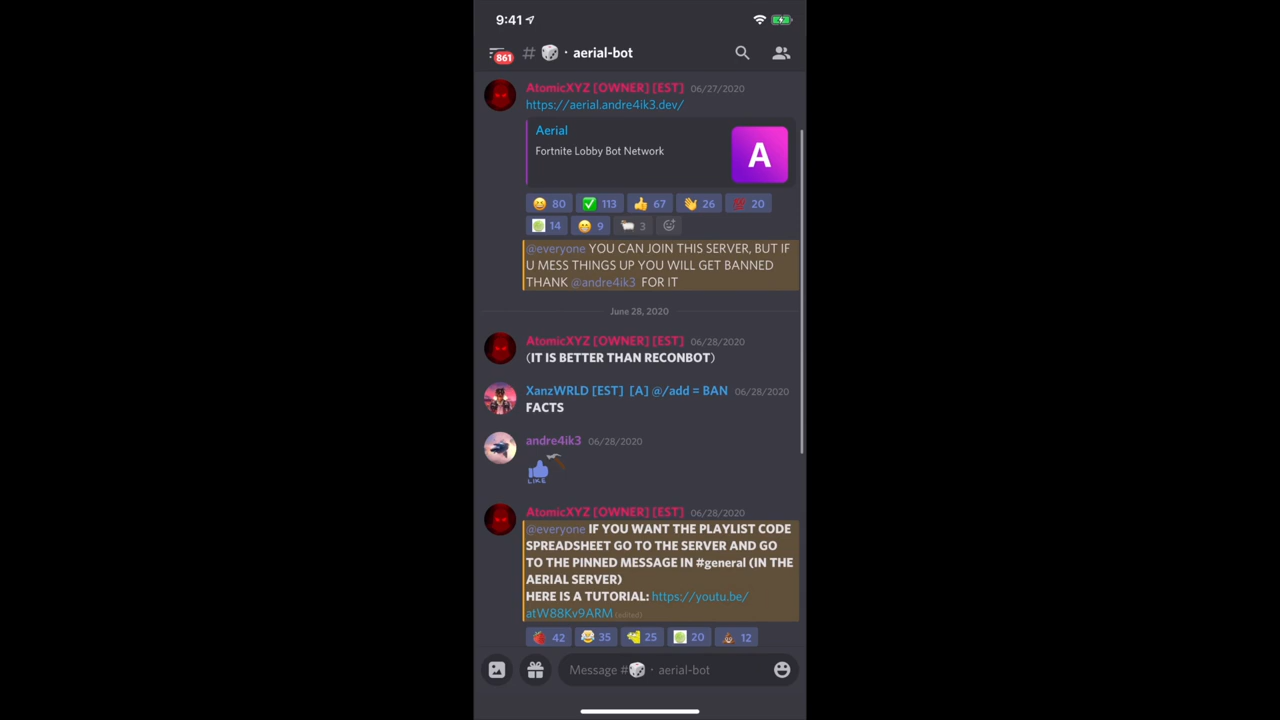 9:41
861
# 🎲 · aerial-bot
AtomicXYZ [OWNER] [EST] 06/27/2020
https://aerial.andre4ik3.dev/
Aerial
Fortnite Lobby Bot Network
A
😄 80 ✅ 113 👍 67 👋 26 💯 20
14 😁 9 🐑 3
@everyone YOU CAN JOIN THIS SERVER, BUT IF
U MESS THINGS UP YOU WILL GET BANNED
THANK @andre4ik3 FOR IT
June 28, 2020
AtomicXYZ [OWNER] [EST] 06/28/2020
(IT IS BETTER THAN RECONBOT)
XanzWRLD [EST] [A] @/add = BAN 06/28/2020
FACTS
andre4ik3 06/28/2020
LIKE
AtomicXYZ [OWNER] [EST] 06/28/2020
@everyone IF YOU WANT THE PLAYLIST CODE
SPREADSHEET GO TO THE SERVER AND GO
TO THE PINNED MESSAGE IN #general (IN THE
AERIAL SERVER)
HERE IS A TUTORIAL: https://youtu.be/
atW88Kv9ARM (edited)
42 35 25 20 12
Message #🎲 · aerial-bot